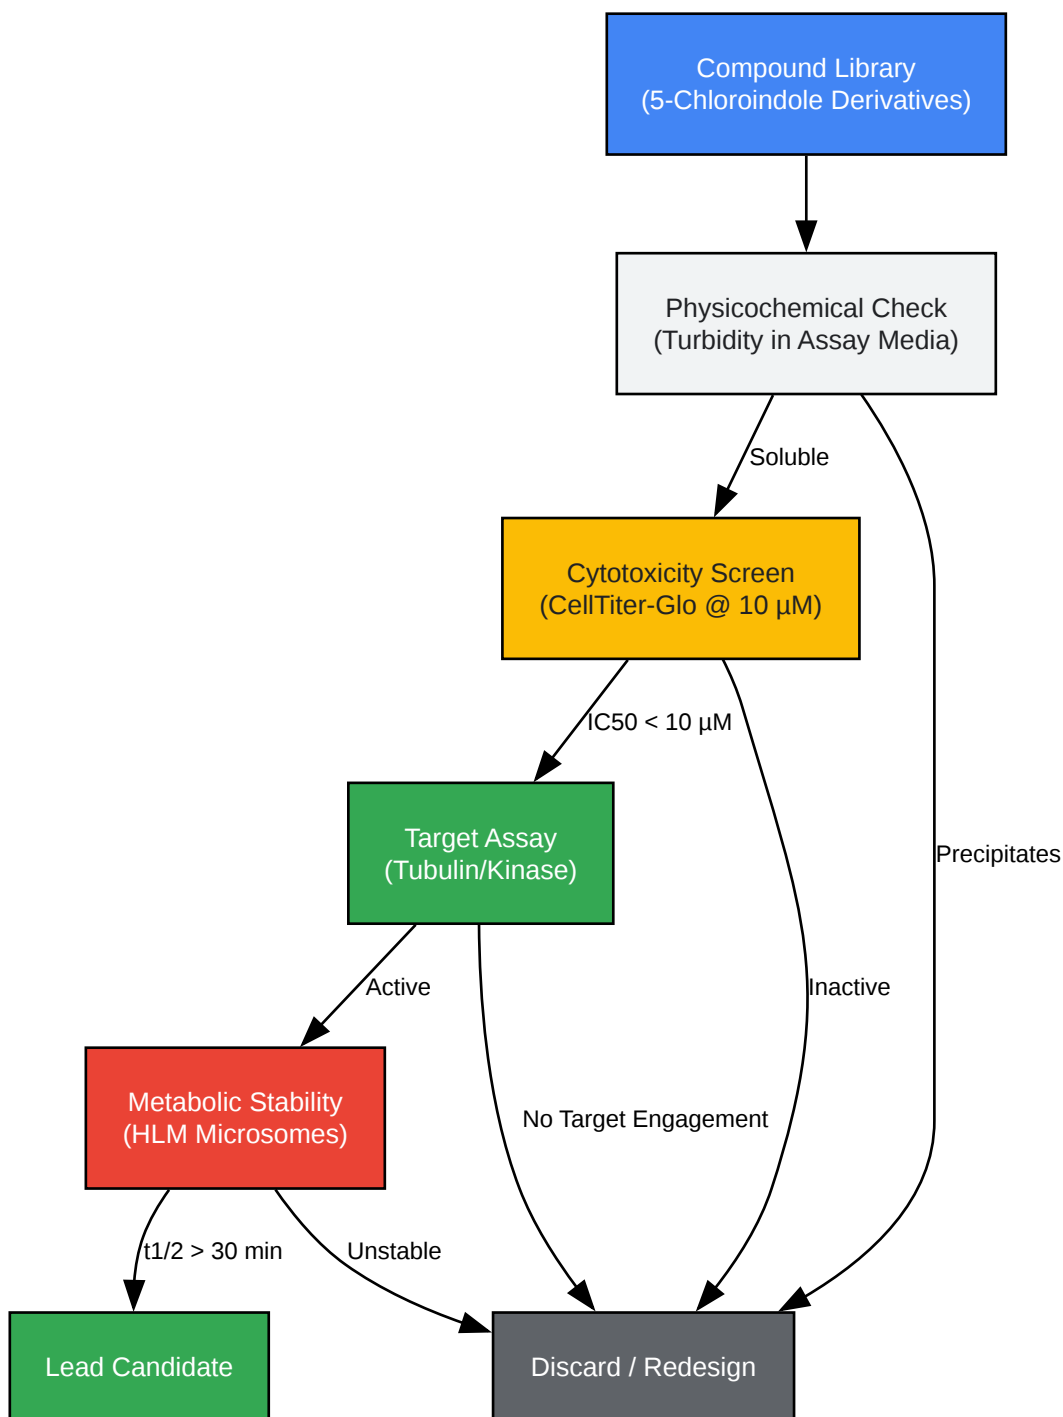 Compound Library
(5-Chloroindole Derivatives)
Physicochemical Check
(Turbidity in Assay Media)
Soluble
Cytotoxicity Screen
(CellTiter-Glo @ 10 µM)
IC50 < 10 µM
Target Assay
(Tubulin/Kinase)
Precipitates
Active
Inactive
Metabolic Stability
(HLM Microsomes)
No Target Engagement
t1/2 > 30 min
Unstable
Lead Candidate
Discard / Redesign